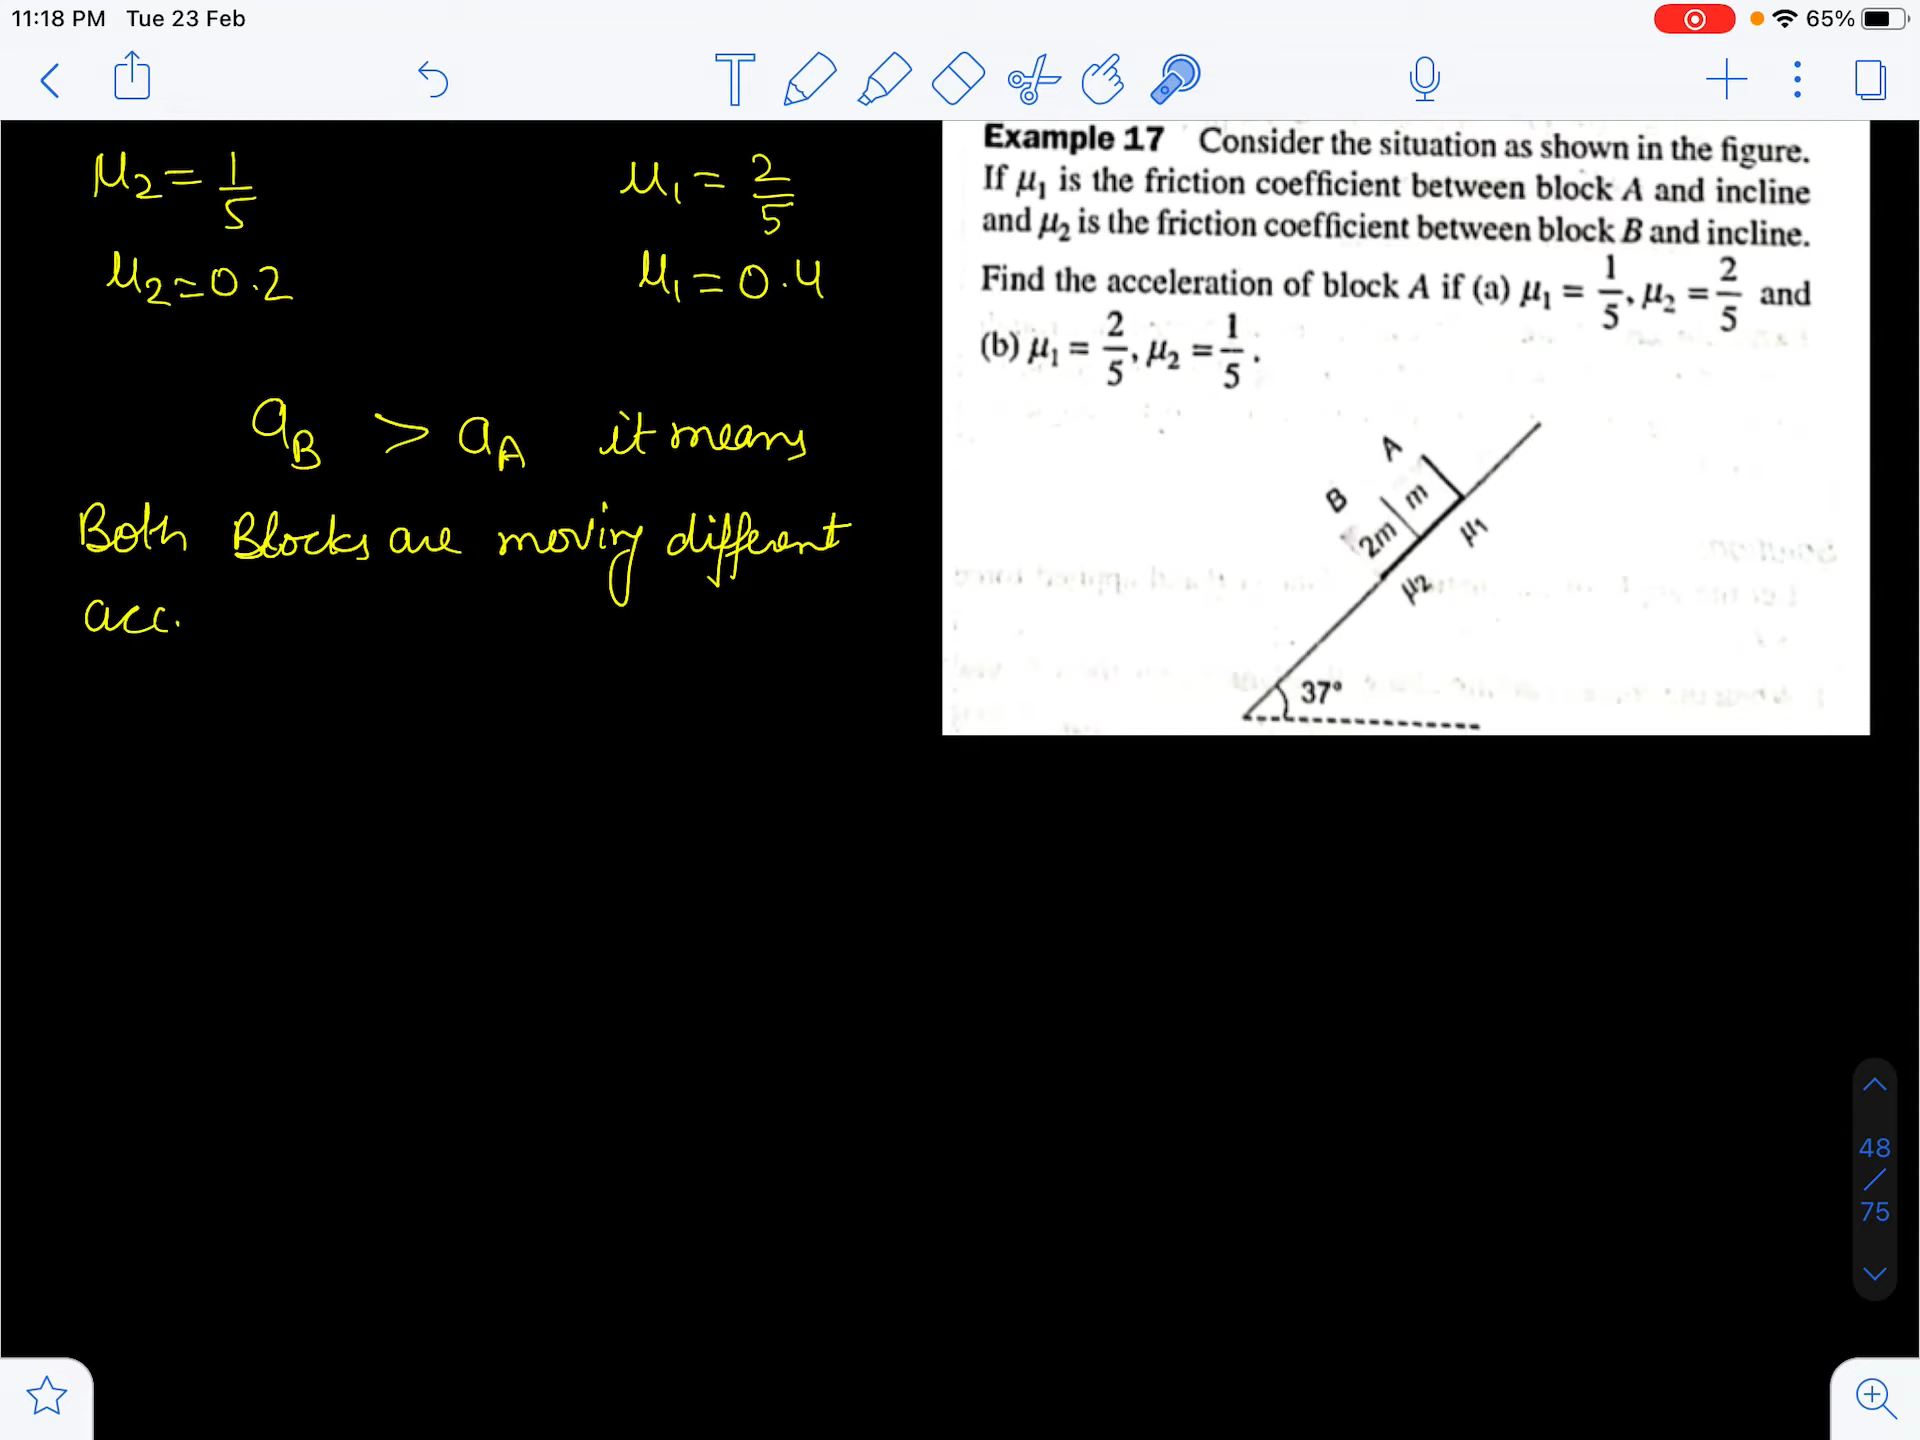 11:18 PM Tue 23 Feb
65%
μ2 = 1/5
μ1 = 2/5
μ2 = 0.2
μ1 = 0.4
aB > aA it means
Both Blocks are moving different
acc.
Example 17 Consider the situation as shown in the figure.
If μ1 is the friction coefficient between block A and incline
and μ2 is the friction coefficient between block B and incline.
Find the acceleration of block A if (a) μ1 = 1/5, μ2 = 2/5 and
(b) μ1 = 2/5, μ2 = 1/5.
A
B
m
2m
μ1
μ2
37°
48
/
75